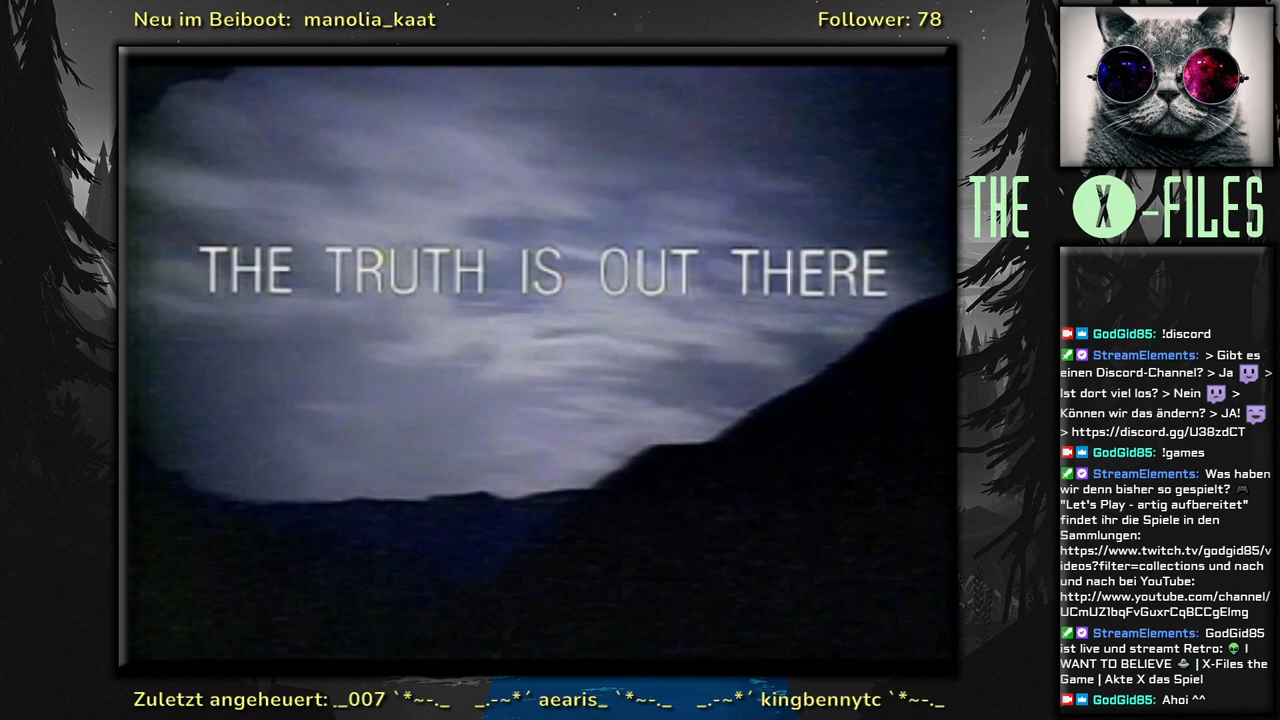 Neu im Beiboot: manolia_kaat
Follower: 78
THE TRUTH IS OUT THERE
THE X-FILES
GodGid85: !discord
StreamElements: > Gibt es
einen Discord-Channel? > Ja >
Ist dort viel los? > Nein >
Können wir das ändern? > JA!
> https://discord.gg/U38zdCT
GodGid85: !games
StreamElements: Was haben
wir denn bisher so gespielt?
"Let's Play - artig aufbereitet"
findet ihr die Spiele in den
Sammlungen:
https://www.twitch.tv/godgid85/v
ideos?filter=collections und nach
und nach bei YouTube:
http://www.youtube.com/channel/
UCmUZ1bqFvGuxrCqBCCgElmg
StreamElements: GodGid85
ist live und streamt Retro: 👽 I
WANT TO BELIEVE 🛸 | X-Files the
Game | Akte X das Spiel
GodGid85: Ahoi ^^
Zuletzt angeheuert: ._007 `*~-._ _.-~*´ aearis_ `*~-._ _.-~*´ kingbennytc `*~-._